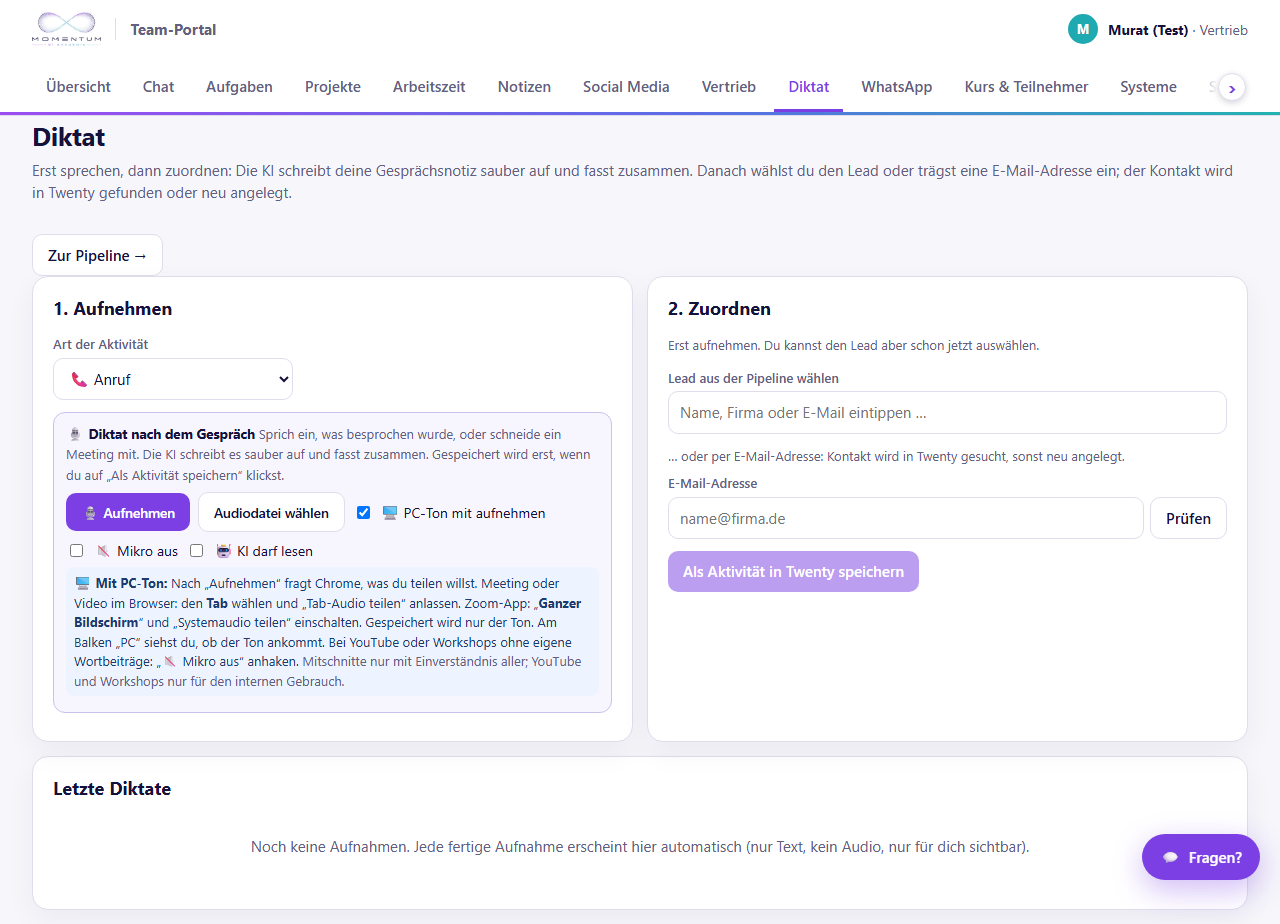 MOMENTUM
Team-Portal
M
Murat (Test) · Vertrieb
Übersicht
Chat
Aufgaben
Projekte
Arbeitszeit
Notizen
Social Media
Vertrieb
Diktat
WhatsApp
Kurs & Teilnehmer
Systeme
Diktat
Erst sprechen, dann zuordnen: Die KI schreibt deine Gesprächsnotiz sauber auf und fasst zusammen. Danach wählst du den Lead oder trägst eine E-Mail-Adresse ein; der Kontakt wird
in Twenty gefunden oder neu angelegt.
Zur Pipeline →
1. Aufnehmen
Art der Aktivität
Anruf
Diktat nach dem Gespräch Sprich ein, was besprochen wurde, oder schneide ein
Meeting mit. Die KI schreibt es sauber auf und fasst zusammen. Gespeichert wird erst, wenn
du auf „Als Aktivität speichern“ klickst.
Aufnehmen
Audiodatei wählen
PC-Ton mit aufnehmen
Mikro aus
KI darf lesen
Mit PC-Ton: Nach „Aufnehmen“ fragt Chrome, was du teilen willst. Meeting oder
Video im Browser: den Tab wählen und „Tab-Audio teilen“ anlassen. Zoom-App: „Ganzer
Bildschirm“ und „Systemaudio teilen“ einschalten. Gespeichert wird nur der Ton. Am
Balken „PC“ siehst du, ob der Ton ankommt. Bei YouTube oder Workshops ohne eigene
Wortbeiträge: „ Mikro aus“ anhaken. Mitschnitte nur mit Einverständnis aller; YouTube
und Workshops nur für den internen Gebrauch.
2. Zuordnen
Erst aufnehmen. Du kannst den Lead aber schon jetzt auswählen.
Lead aus der Pipeline wählen
Name, Firma oder E-Mail eintippen ...
... oder per E-Mail-Adresse: Kontakt wird in Twenty gesucht, sonst neu angelegt.
E-Mail-Adresse
name@firma.de
Prüfen
Als Aktivität in Twenty speichern
Letzte Diktate
Noch keine Aufnahmen. Jede fertige Aufnahme erscheint hier automatisch (nur Text, kein Audio, nur für dich sichtbar).
Fragen?